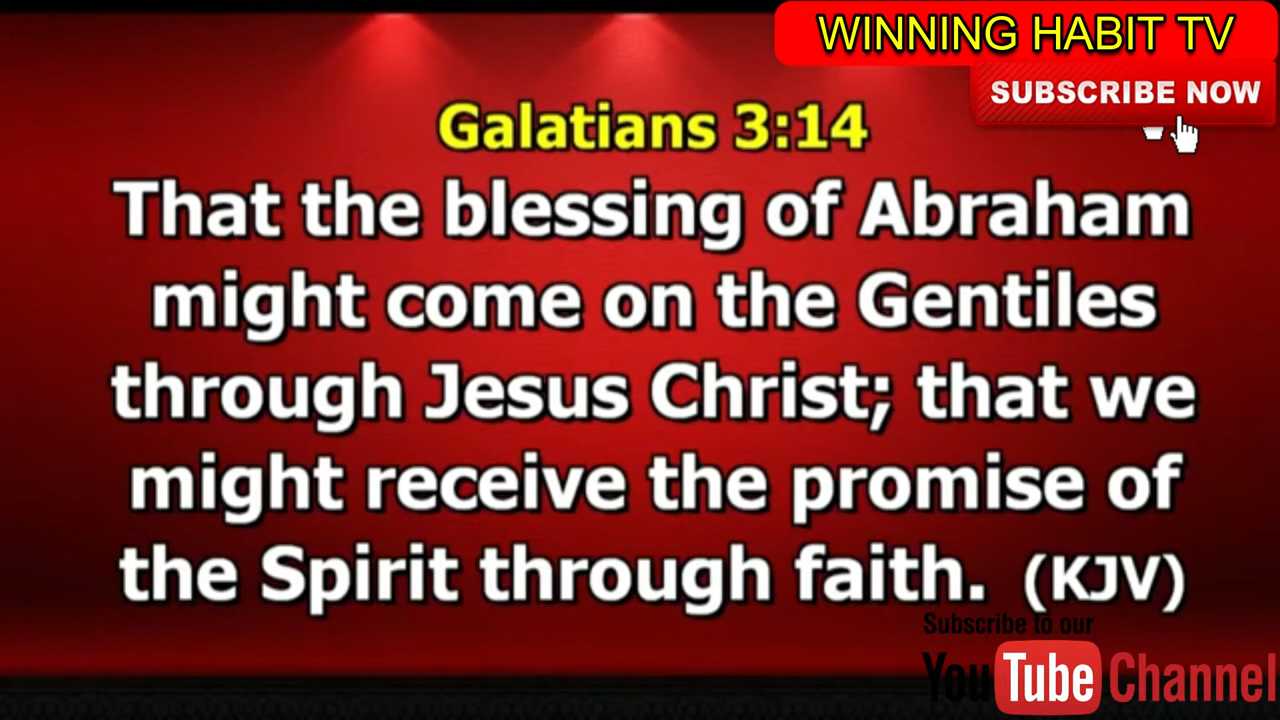 WINNING HABIT TV
SUBSCRIBE NOW
Galatians 3:14
That the blessing of Abraham
might come on the Gentiles
through Jesus Christ; that we
might receive the promise of
the Spirit through faith. (KJV)
Subscribe to our
YouTube Channel